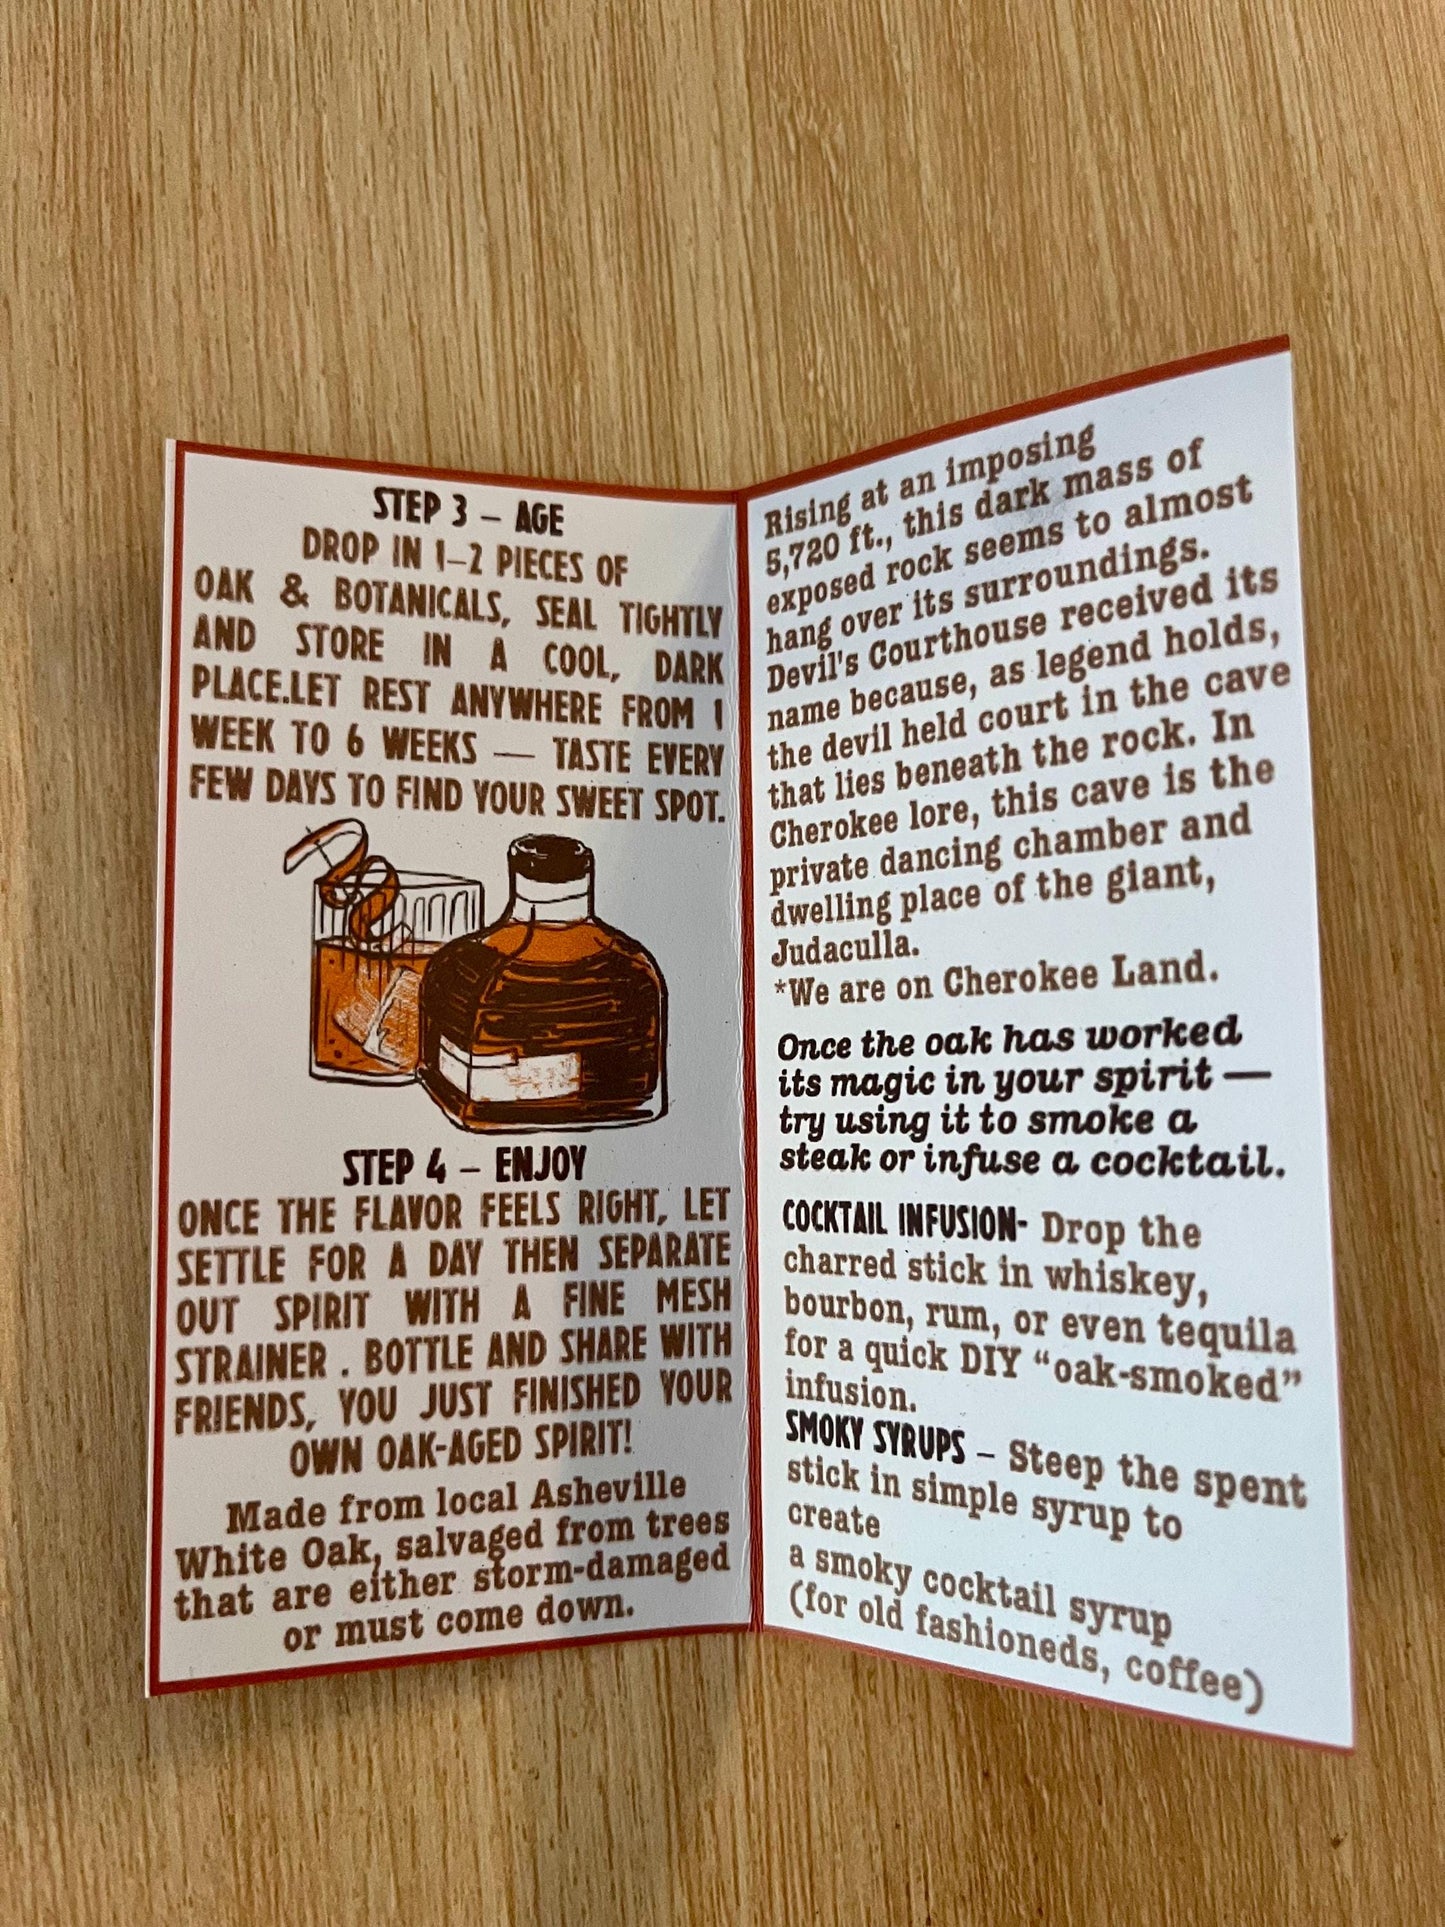 STEP 3 – AGE
DROP IN 1–2 PIECES OF
OAK & BOTANICALS, SEAL TIGHTLY
AND STORE IN A COOL, DARK
PLACE.LET REST ANYWHERE FROM 1
WEEK TO 6 WEEKS — TASTE EVERY
FEW DAYS TO FIND YOUR SWEET SPOT.
STEP 4 – ENJOY
ONCE THE FLAVOR FEELS RIGHT, LET
SETTLE FOR A DAY THEN SEPARATE
OUT SPIRIT WITH A FINE MESH
STRAINER . BOTTLE AND SHARE WITH
FRIENDS, YOU JUST FINISHED YOUR
OWN OAK-AGED SPIRIT!
Made from local Asheville
White Oak, salvaged from trees
that are either storm-damaged
or must come down.
Rising at an imposing
5,720 ft., this dark mass of
exposed rock seems to almost
hang over its surroundings.
Devil's Courthouse received its
name because, as legend holds,
the devil held court in the cave
that lies beneath the rock. In
Cherokee lore, this cave is the
private dancing chamber and
dwelling place of the giant,
Judaculla.
*We are on Cherokee Land.
Once the oak has worked
its magic in your spirit —
try using it to smoke a
steak or infuse a cocktail.
COCKTAIL INFUSION- Drop the
charred stick in whiskey,
bourbon, rum, or even tequila
for a quick DIY “oak-smoked”
infusion.
SMOKY SYRUPS – Steep the spent
stick in simple syrup to
create
a smoky cocktail syrup
(for old fashioneds, coffee)